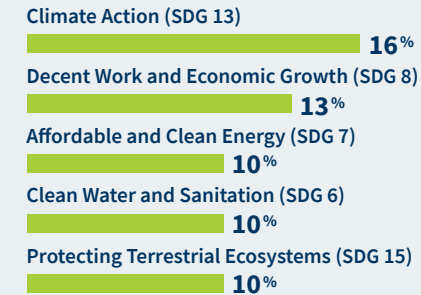 Climate Action (SDG 13)
16%
Decent Work and Economic Growth (SDG 8)
13%
Affordable and Clean Energy (SDG 7)
10%
Clean Water and Sanitation (SDG 6)
10%
Protecting Terrestrial Ecosystems (SDG 15)
10%